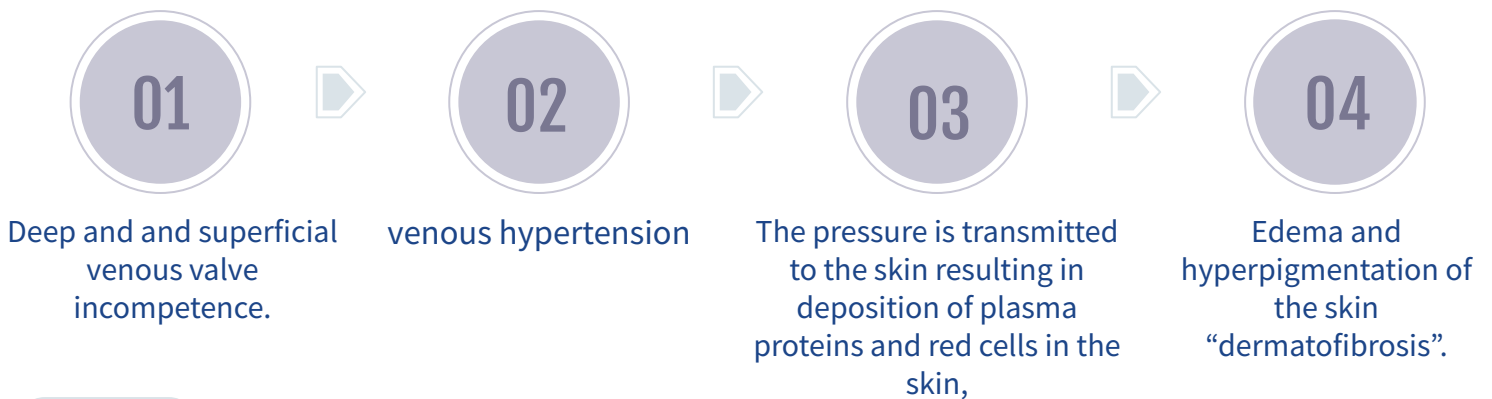 01
02
03
04
Deep and and superficial
venous valve
incompetence.
venous hypertension
The pressure is transmitted
to the skin resulting in
deposition of plasma
proteins and red cells in the
skin,
Edema and
hyperpigmentation of
the skin
“dermatofibrosis”.